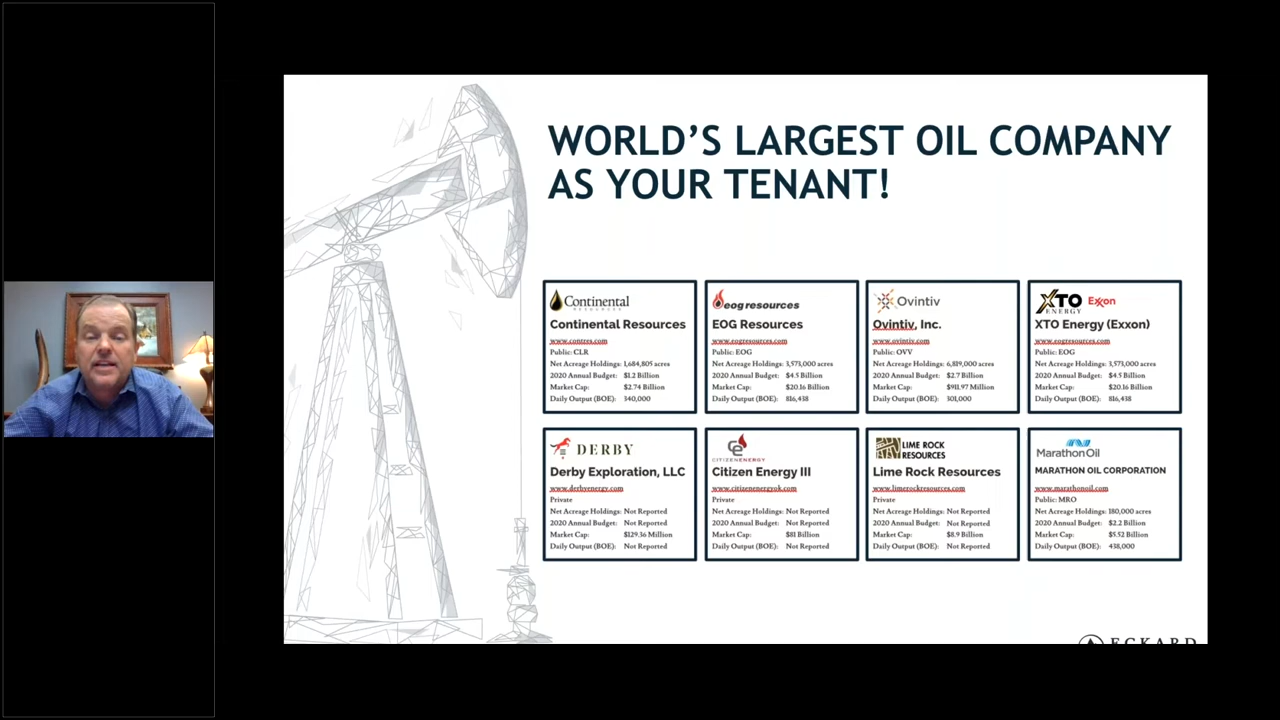 WORLD'S LARGEST OIL COMPANY
AS YOUR TENANT!
Continental
RESOURCES
Continental Resources
www.contres.com
Public: CLR
Net Acreage Holdings: 1,684,805 acres
2020 Annual Budget: $1.2 Billion
Market Cap: $2.74 Billion
Daily Output (BOE): 340,000
eog resources
EOG Resources
www.eogresources.com
Public: EOG
Net Acreage Holdings: 3,573,000 acres
2020 Annual Budget: $4.5 Billion
Market Cap: $20.16 Billion
Daily Output (BOE): 816,438
Ovintiv
Ovintiv, Inc.
www.ovintiv.com
Public: OVV
Net Acreage Holdings: 6,819,000 acres
2020 Annual Budget: $2.7 Billion
Market Cap: $911.97 Million
Daily Output (BOE): 301,000
XTO ENERGY Exxon
XTO Energy (Exxon)
www.eogresources.com
Public: EOG
Net Acreage Holdings: 3,573,000 acres
2020 Annual Budget: $4.5 Billion
Market Cap: $20.16 Billion
Daily Output (BOE): 816,438
DERBY
Derby Exploration, LLC
www.derbyenergy.com
Private
Net Acreage Holdings: Not Reported
2020 Annual Budget: Not Reported
Market Cap: $129.36 Million
Daily Output (BOE): Not Reported
CITIZENENERGY
Citizen Energy III
www.citizenenergyok.com
Private
Net Acreage Holdings: Not Reported
2020 Annual Budget: Not Reported
Market Cap: $81 Billion
Daily Output (BOE): Not Reported
LIME ROCK
RESOURCES
Lime Rock Resources
www.limerockresources.com
Private
Net Acreage Holdings: Not Reported
2020 Annual Budget: Not Reported
Market Cap: $8.9 Billion
Daily Output (BOE): Not Reported
MarathonOil
MARATHON OIL CORPORATION
www.marathonoil.com
Public: MRO
Net Acreage Holdings: 180,000 acres
2020 Annual Budget: $2.2 Billion
Market Cap: $5.52 Billion
Daily Output (BOE): 438,000
ECKARD